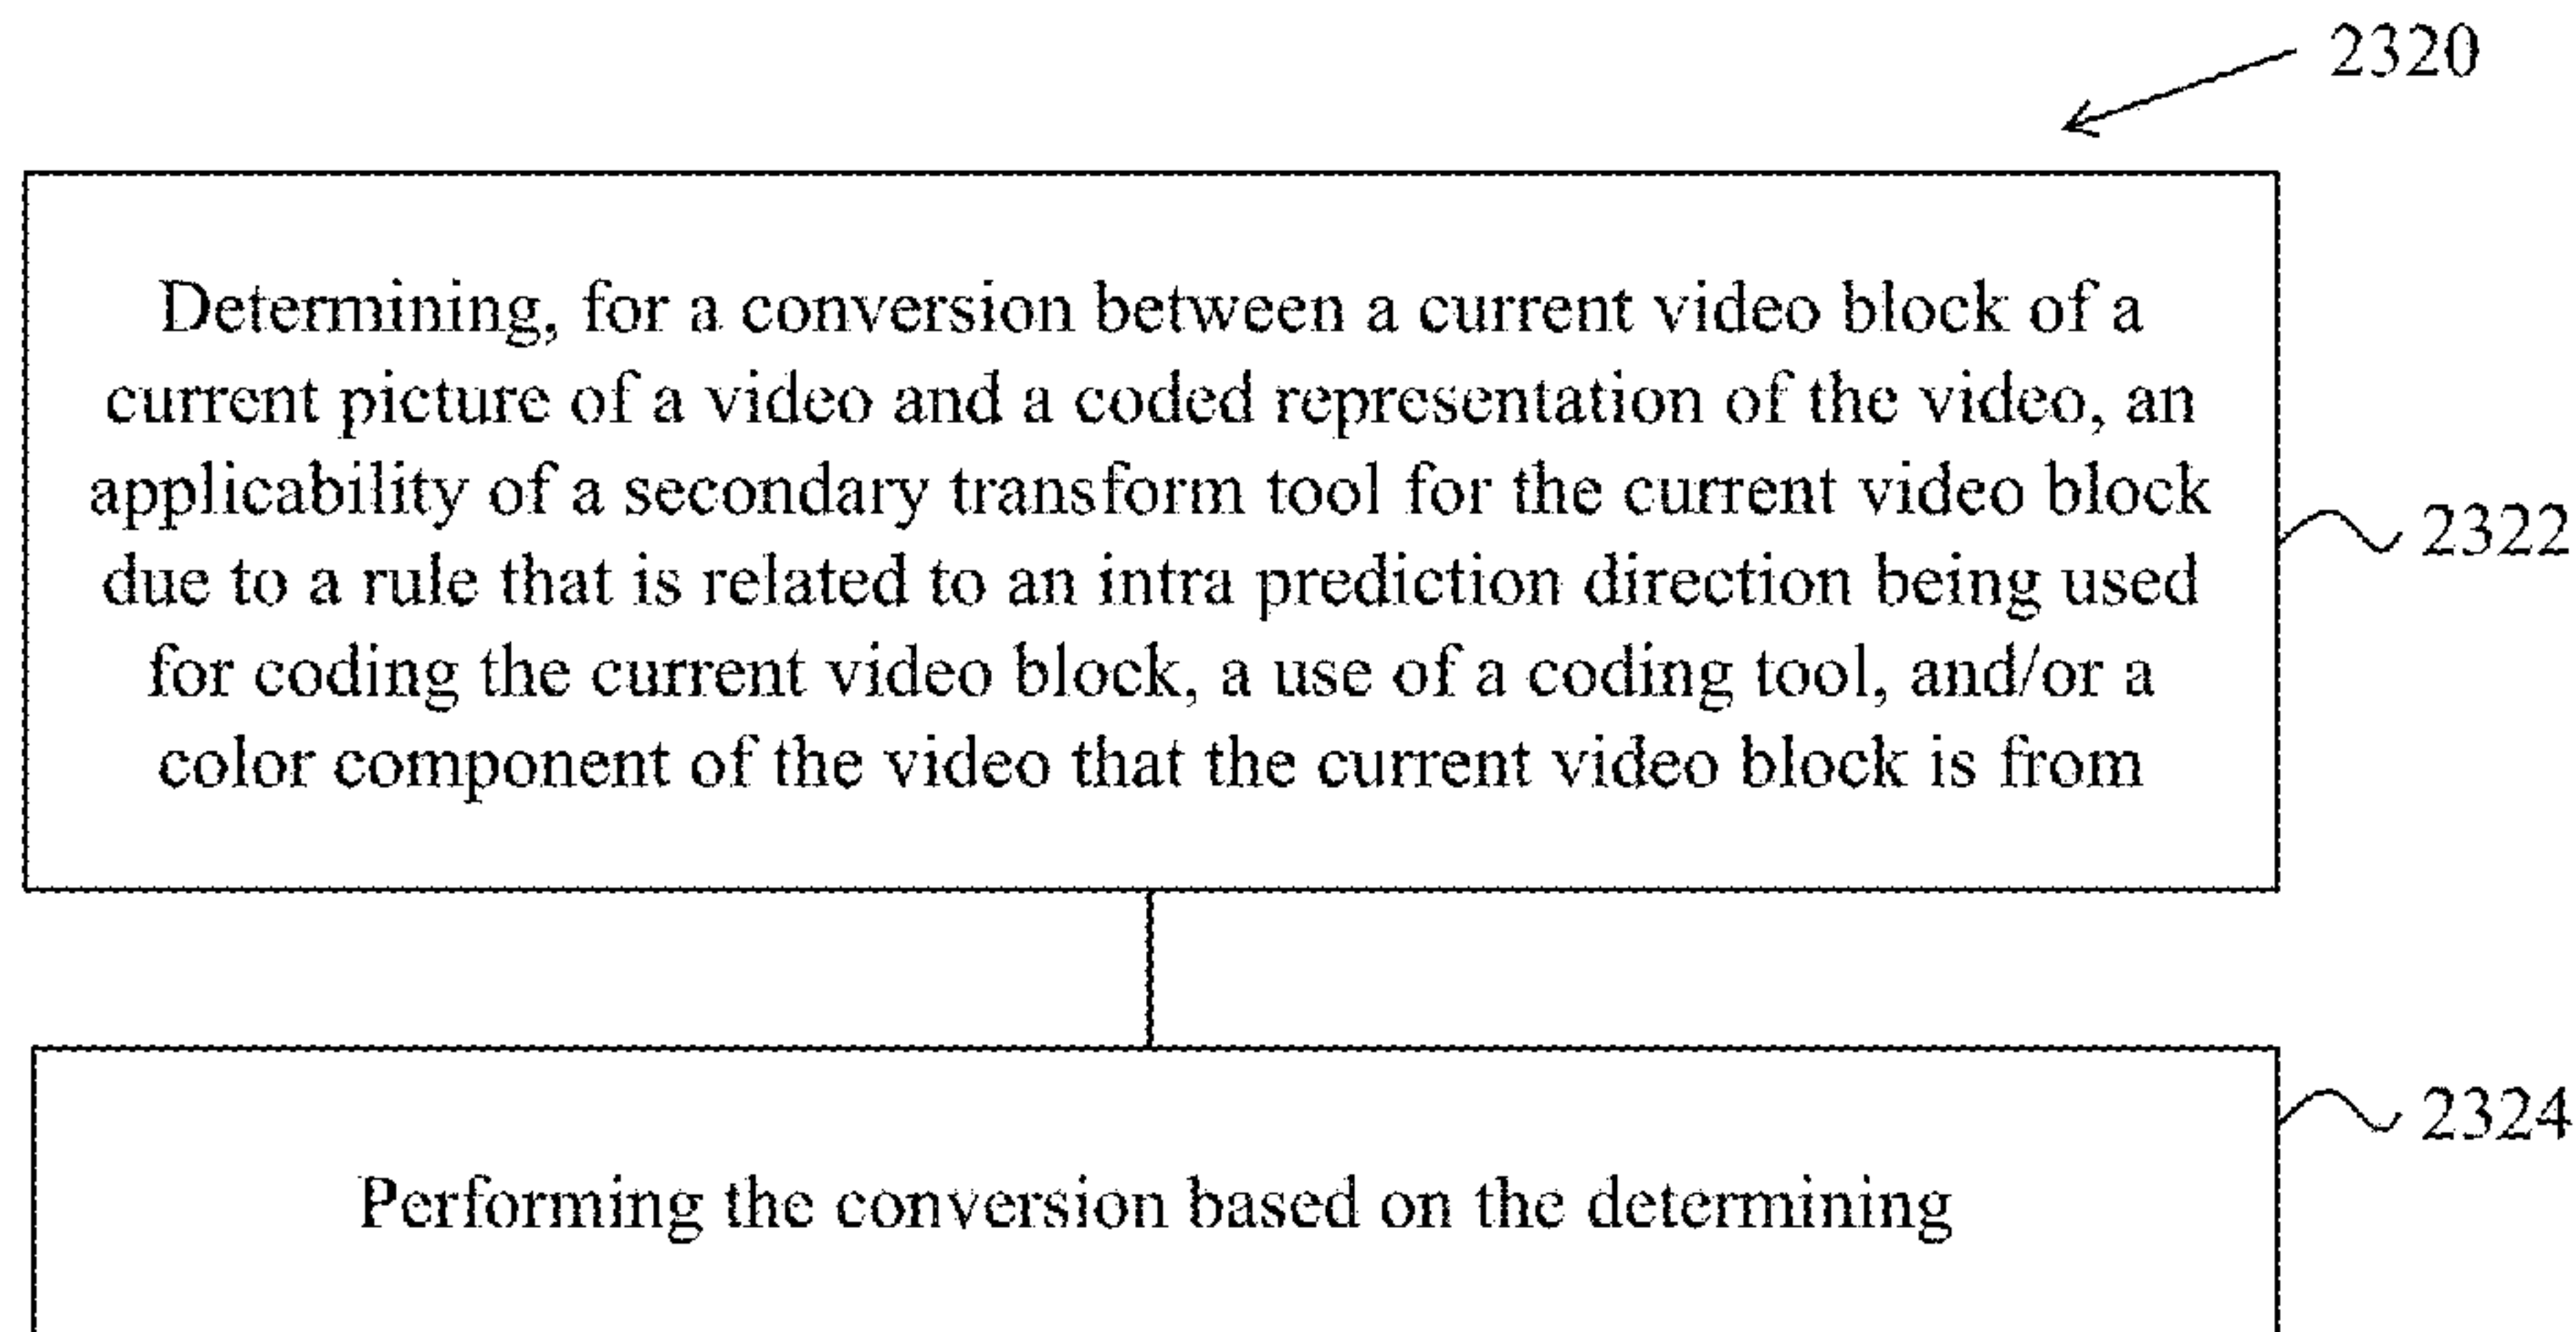 2320
Determining, for a conversion between a current video block of a
current picture of a video and a coded representation of the video, an
applicability of a secondary transform tool for the current video block
due to a rule that is related to an intra prediction direction being used
for coding the current video block, a use of a coding tool, and/or a
color component of the video that the current video block is from
2322
2324
Performing the conversion based on the determining